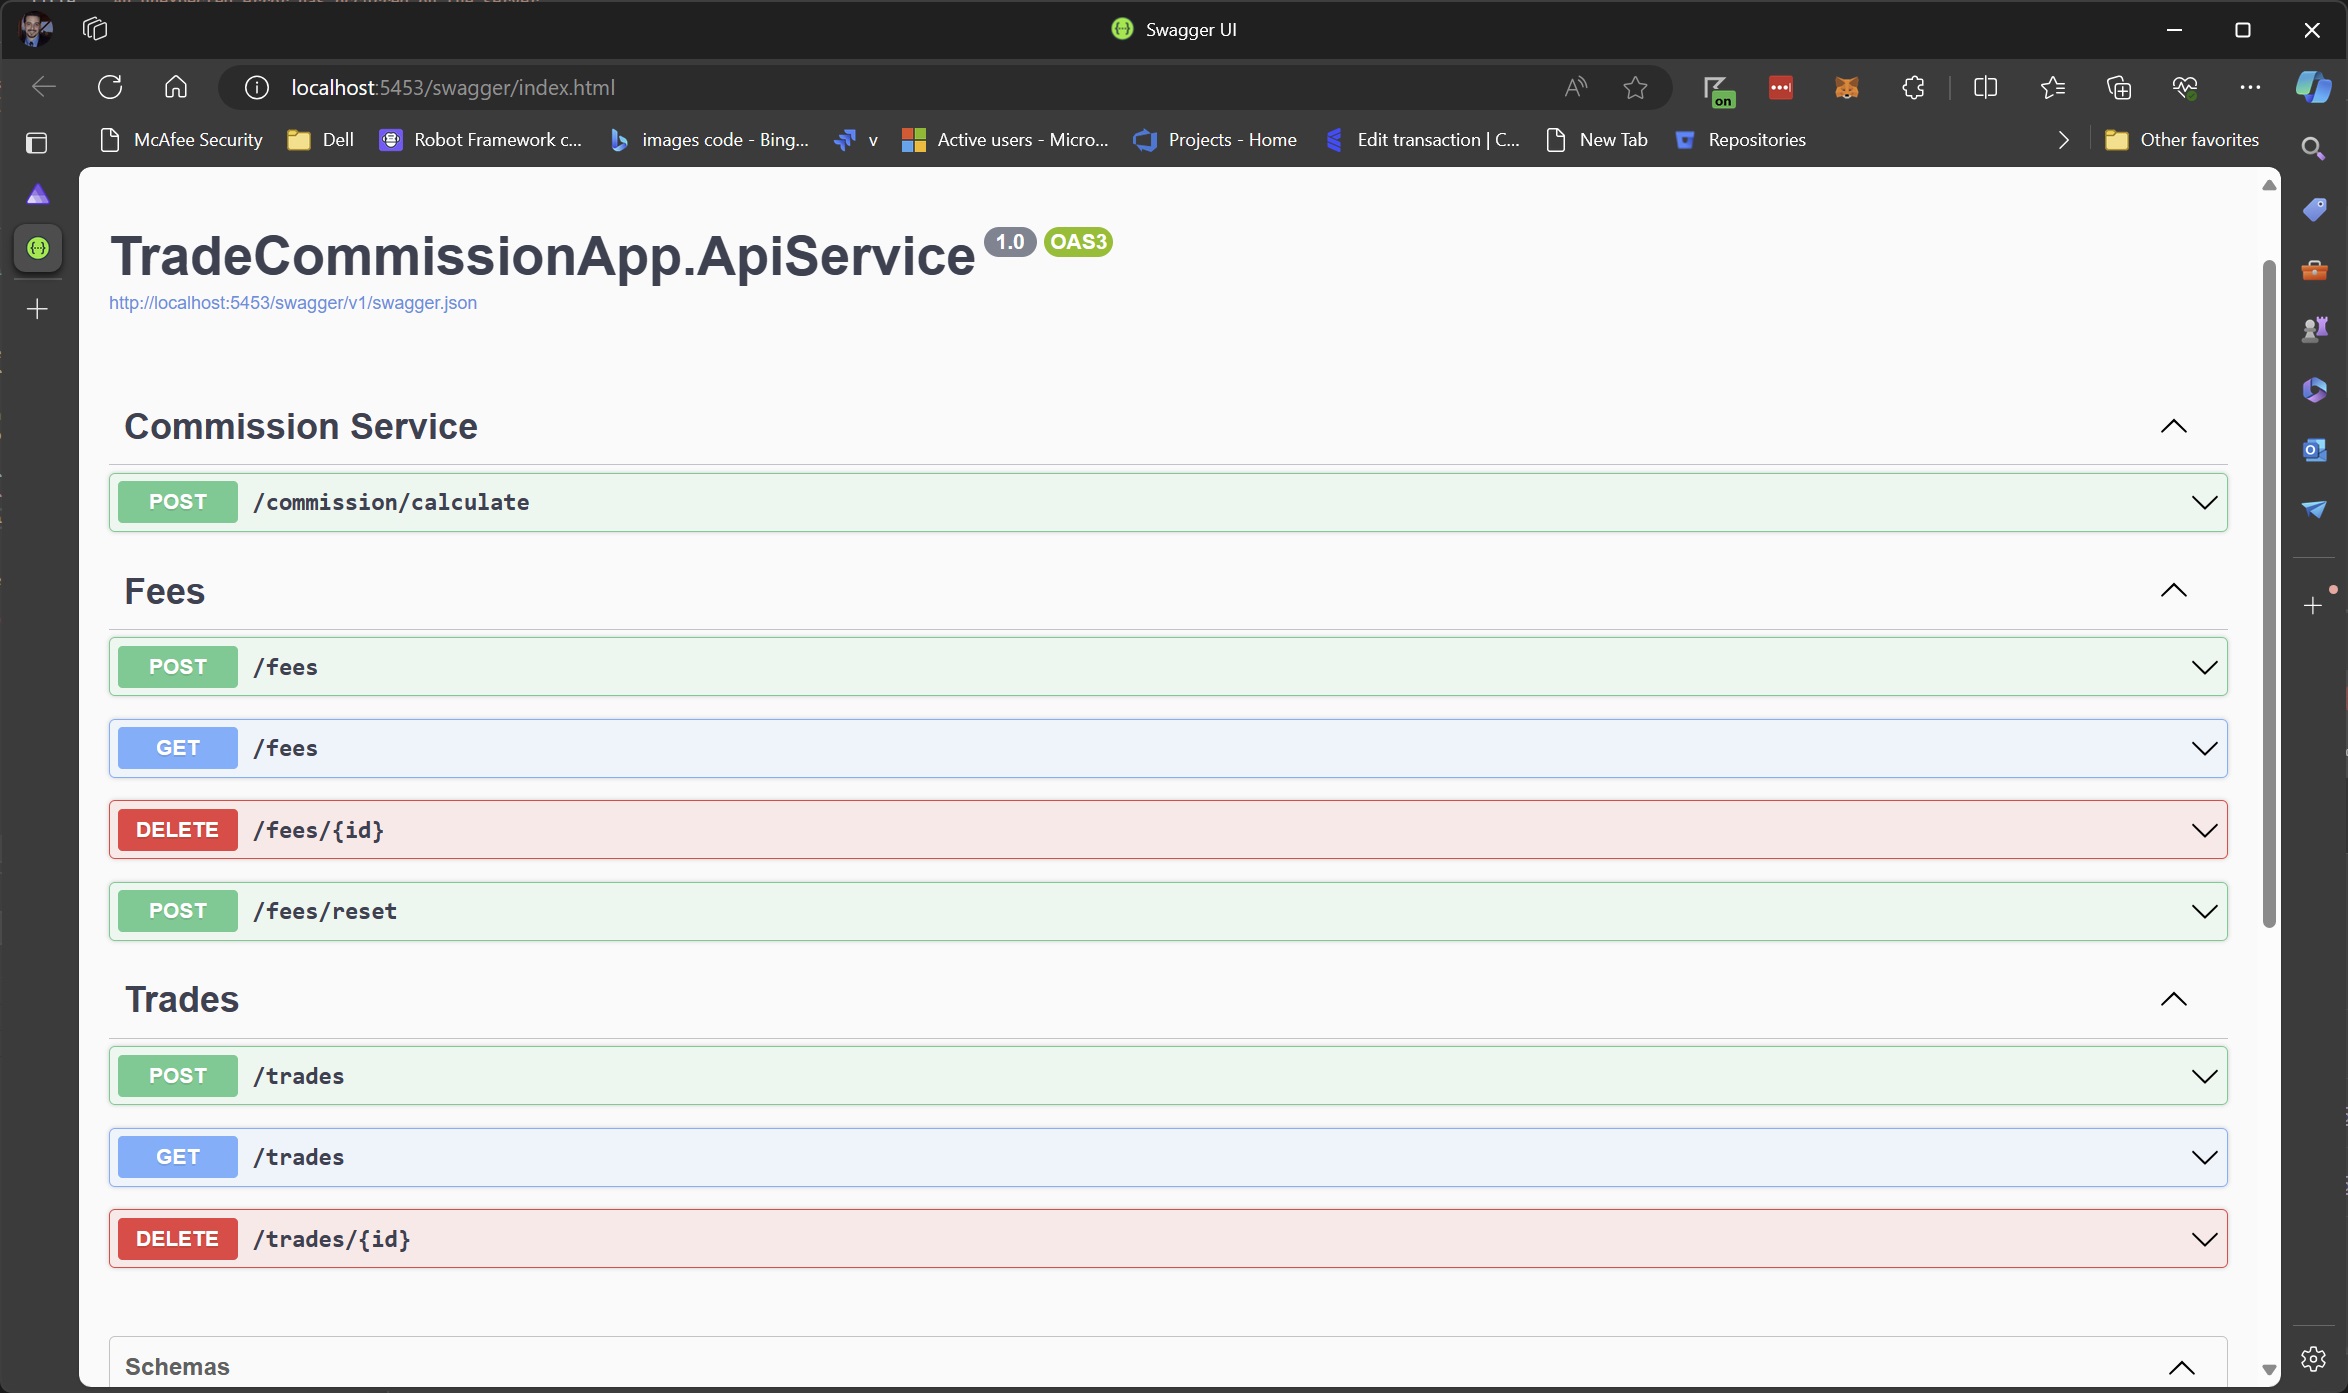 Swagger UI
localhost:5453/swagger/index.html
on
McAfee Security Dell Robot Framework c... images code - Bing... v Active users - Micro... Projects - Home Edit transaction | C... New Tab Repositories Other favorites
TradeCommissionApp.ApiService 1.0 OAS3
http://localhost:5453/swagger/v1/swagger.json
Commission Service
POST /commission/calculate
Fees
POST /fees
GET /fees
DELETE /fees/{id}
POST /fees/reset
Trades
POST /trades
GET /trades
DELETE /trades/{id}
Schemas